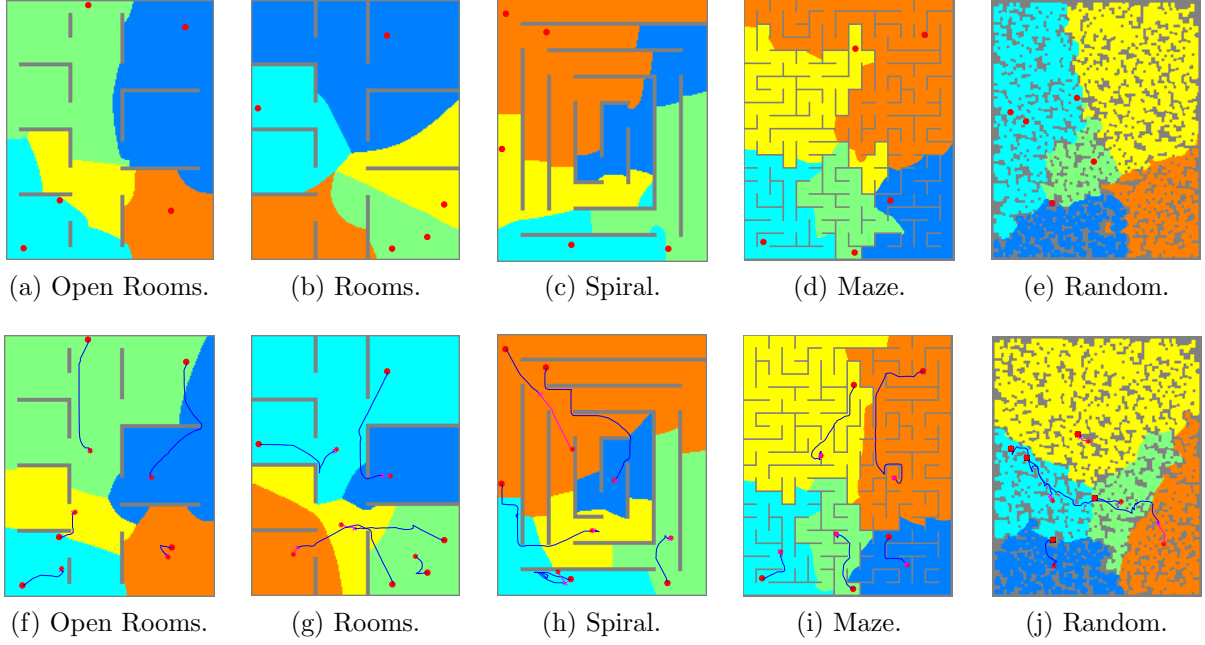 (a) Open Rooms. (b) Rooms. (c) Spiral. (d) Maze. (e) Random.
(f) Open Rooms. (g) Rooms. (h) Spiral. (i) Maze. (j) Random.